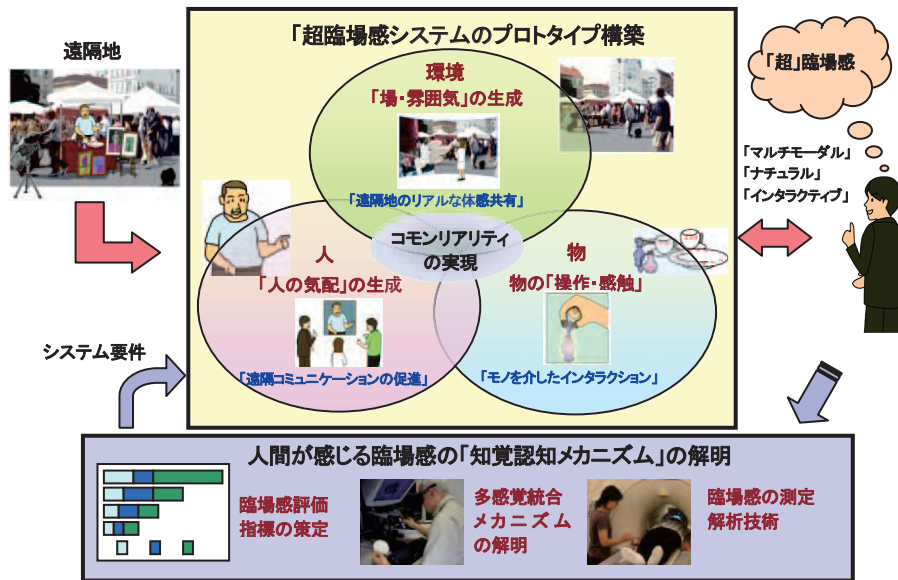 「超臨場感システムのプロトタイプ構築
遠隔地
環境
「場・雰囲気」の生成
「遠隔地のリアルな体感共有」
「超」臨場感
「マルチモーダル」
「ナチュラル」
「インタラクティブ」
コモンリアリティ
の実現
人
「人の気配」の生成
「遠隔コミュニケーションの促進」
物
物の「操作・感触」
「モノを介したインタラクション」
システム要件
人間が感じる臨場感の「知覚認知メカニズム」の解明
臨場感評価
指標の策定
多感覚統合
メカニズム
の解明
臨場感の測定
解析技術